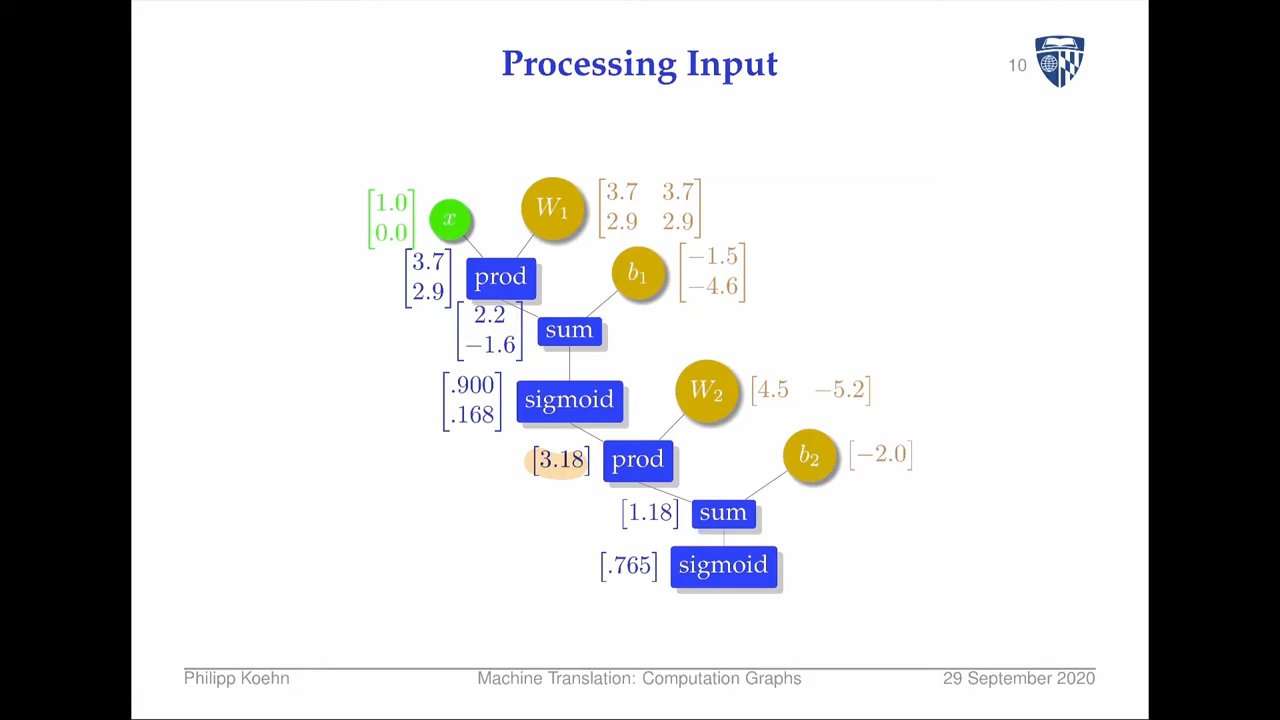 Processing Input
10
[1.0
0.0]
x
W₁
[3.7 3.7
2.9 2.9]
[3.7
2.9]
prod
b₁
[−1.5
−4.6]
[2.2
−1.6]
sum
[.900
.168]
sigmoid
W₂
[4.5 −5.2]
[3.18]
prod
b₂
[−2.0]
[1.18]
sum
[.765]
sigmoid
Philipp Koehn
Machine Translation: Computation Graphs
29 September 2020